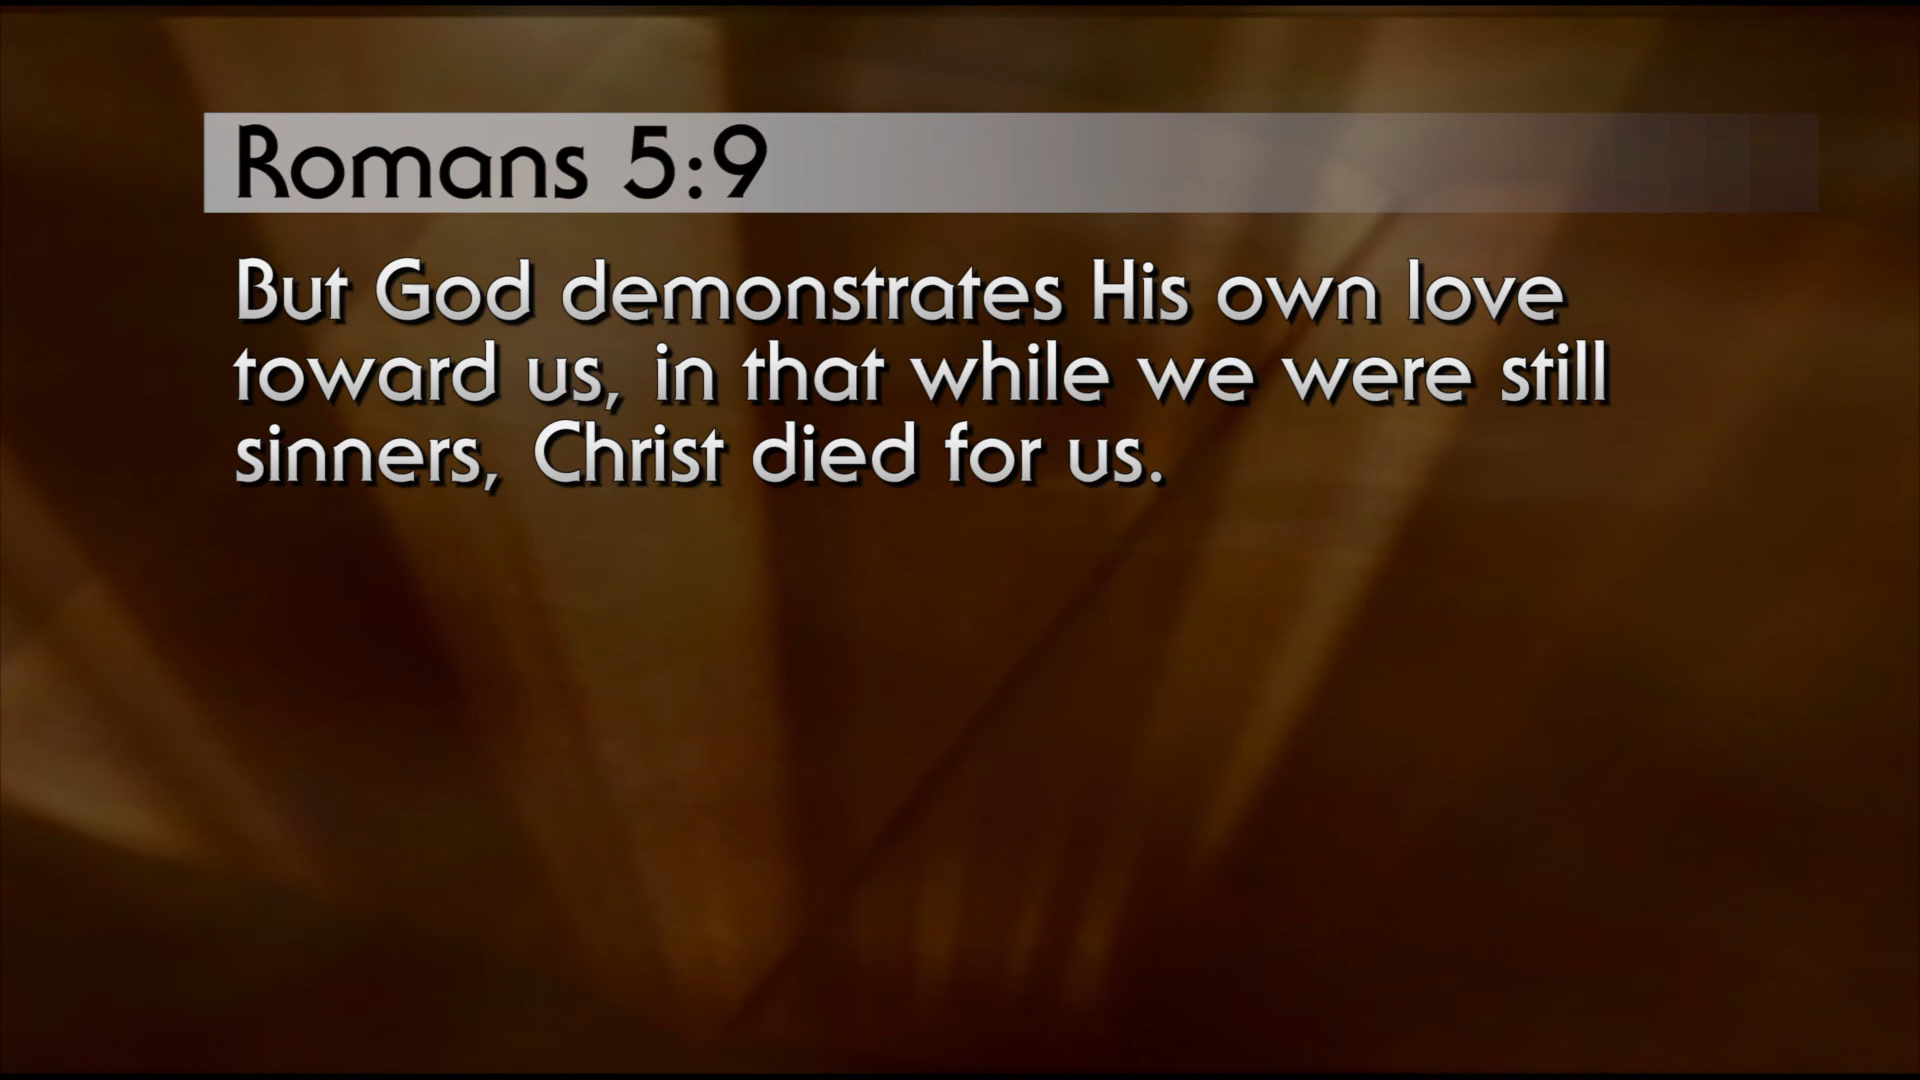 Romans 5:9
But God demonstrates His own love
toward us, in that while we were still
sinners, Christ died for us.